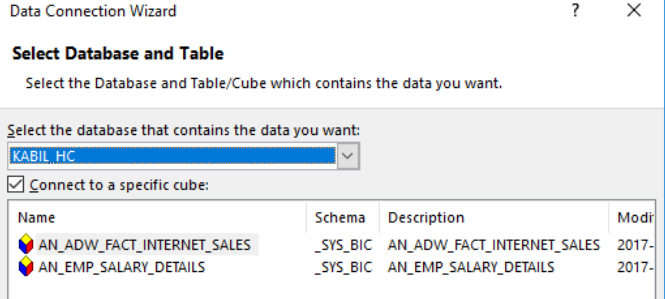 Data Connection Wizard ? ×
Select Database and Table
Select the Database and Table/Cube which contains the data you want.
Select the database that contains the data you want:
KABIL_HC
Connect to a specific cube:
Name Schema Description Modif
AN_ADW_FACT_INTERNET_SALES _SYS_BIC AN_ADW_FACT_INTERNET_SALES 2017-
AN_EMP_SALARY_DETAILS _SYS_BIC AN_EMP_SALARY_DETAILS 2017-